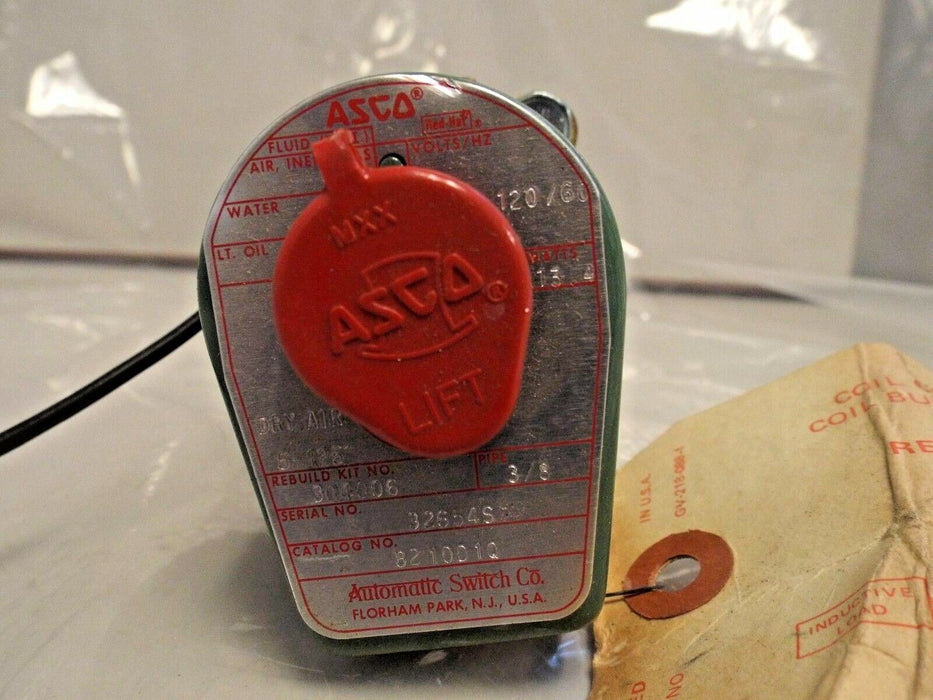 ASCO®
FLUID
Red-Hat®
AIR, INE
VOLTS/HZ
WATER
120/60
LT. OIL
WATTS
MXX
ASCO®
LIFT
DRY AIR
REBUILD KIT NO.
PIPE
3/8
SERIAL NO.
CATALOG NO.
8210D1Q
Automatic Switch Co.
FLORHAM PARK, N.J., U.S.A.
IN U.S.A.
COIL
COIL BU
RE
INDUCTIVE
LOAD
NO